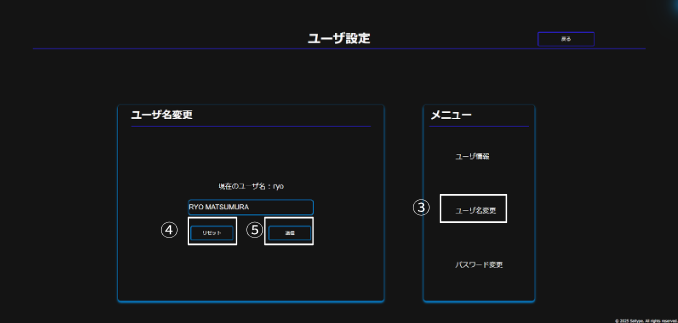 ユーザ設定
戻る
ユーザ名変更
現在のユーザ名：ryo
RYO MATSUMURA
④ リセット
⑤ 送信
メニュー
ユーザ情報
③ ユーザ名変更
パスワード変更
All rights reserved.